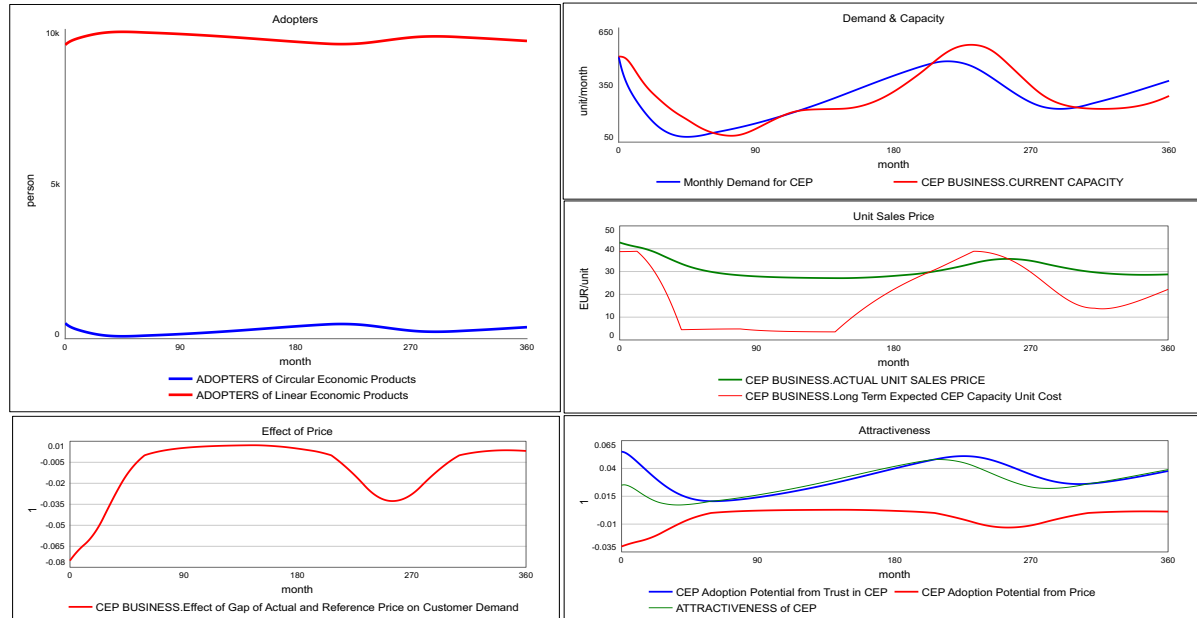 Adopters
10k
5k
0
person
0
90
180
270
360
month
ADOPTERS of Circular Economic Products
ADOPTERS of Linear Economic Products
Effect of Price
0.01
-0.005
-0.02
-0.035
-0.05
-0.065
-0.08
1
0
90
180
270
360
month
CEP BUSINESS.Effect of Gap of Actual and Reference Price on Customer Demand
Demand & Capacity
650
350
50
unit/month
0
90
180
270
360
month
Monthly Demand for CEP
CEP BUSINESS.CURRENT CAPACITY
Unit Sales Price
50
40
30
20
10
0
EUR/unit
0
90
180
270
360
month
CEP BUSINESS.ACTUAL UNIT SALES PRICE
CEP BUSINESS.Long Term Expected CEP Capacity Unit Cost
Attractiveness
0.065
0.04
0.015
-0.01
-0.035
1
0
90
180
270
360
month
CEP Adoption Potential from Trust in CEP
CEP Adoption Potential from Price
ATTRACTIVENESS of CEP